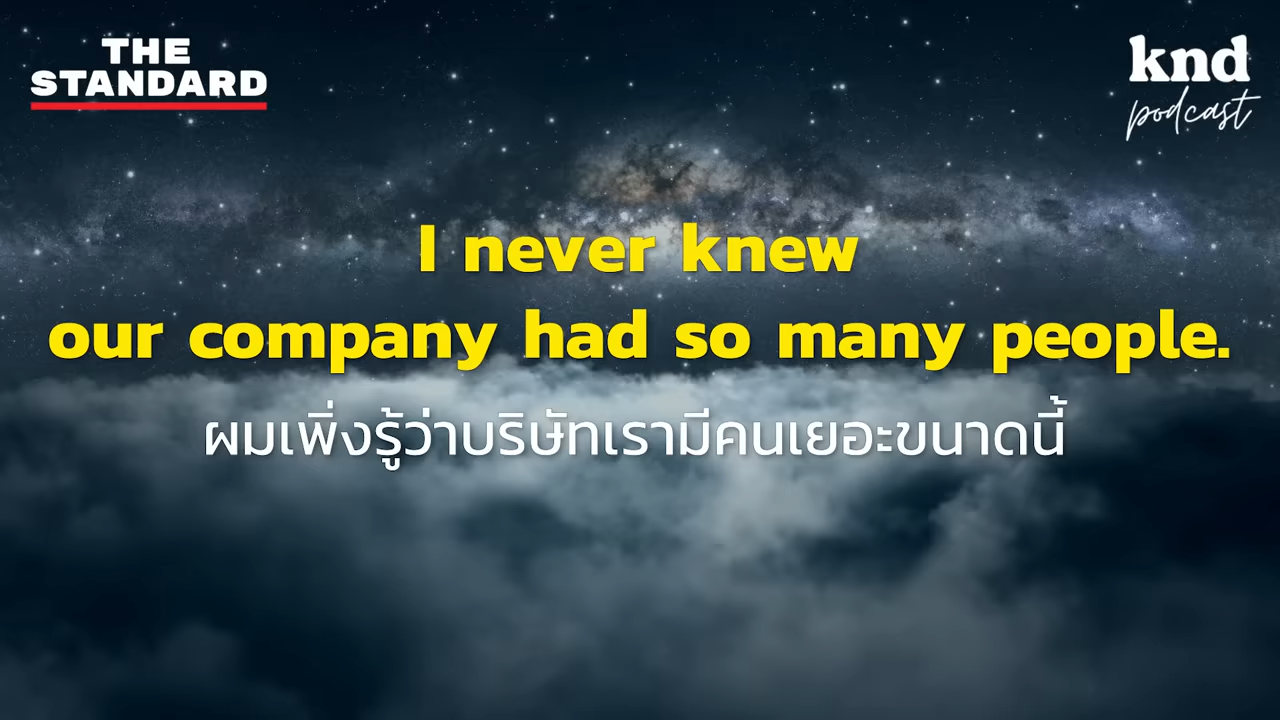 THE
STANDARD
knd
podcast
I never knew
our company had so many people.
ผมเพิ่งรู้ว่าบริษัทเรามีคนเยอะขนาดนี้